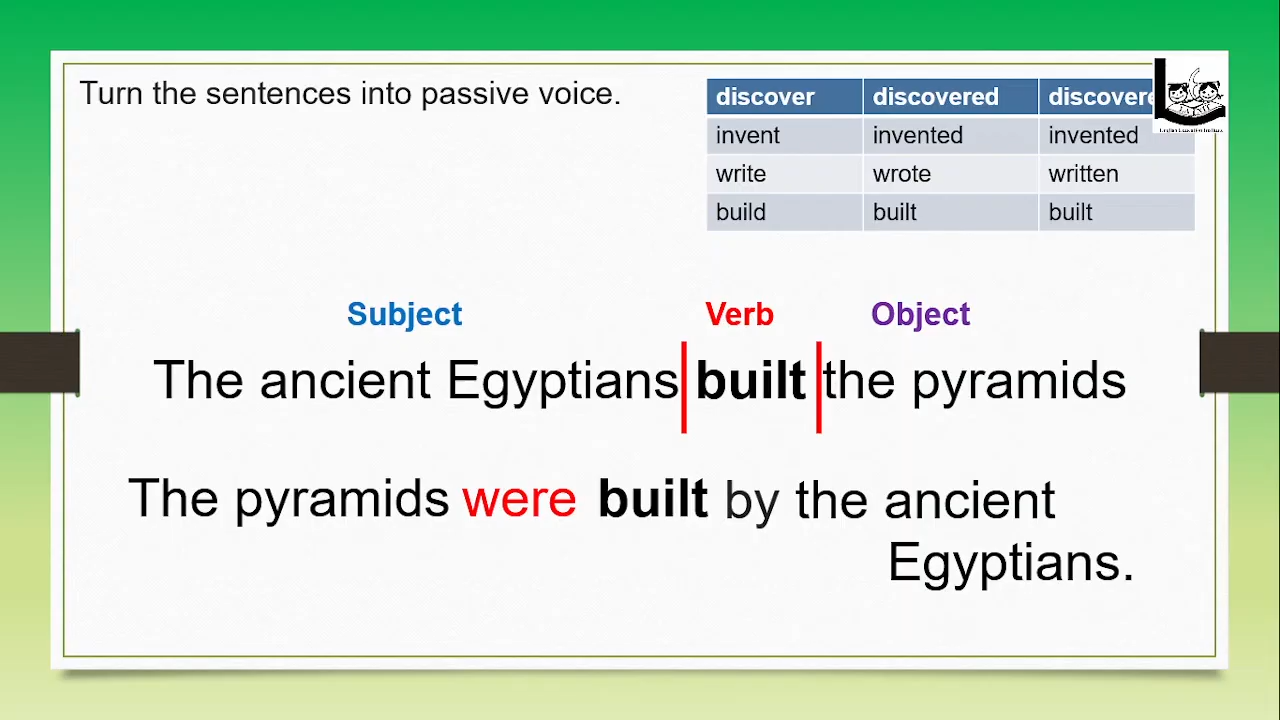 Turn the sentences into passive voice.
discover discovered
invent invented invented
write wrote written
build built built
Subject Verb Object
The ancient Egyptians built the pyramids
The pyramids were built by the ancient
Egyptians.